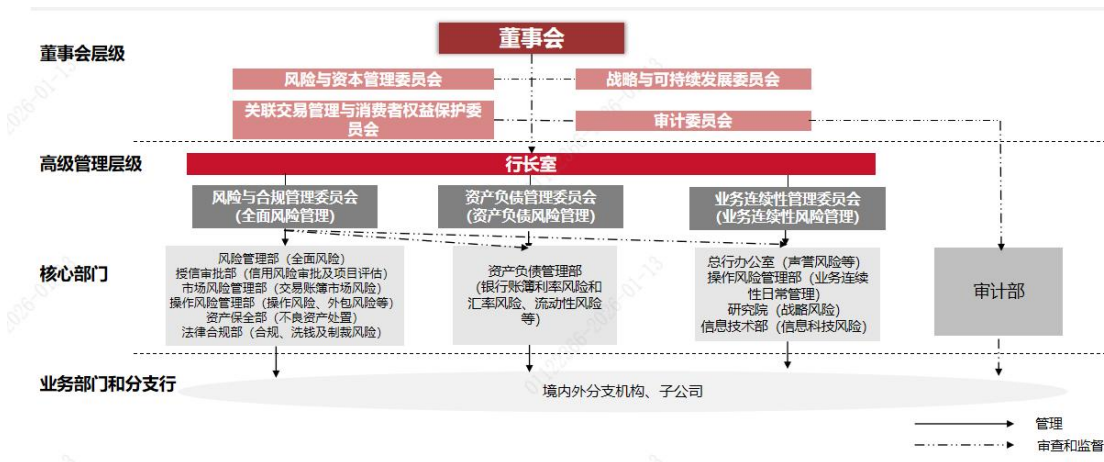 董事会层级
董事会
风险与资本管理委员会
战略与可持续发展委员会
关联交易管理与消费者权益保护委
员会
审计委员会
高级管理层级
行长室
风险与合规管理委员会
(全面风险管理)
资产负债管理委员会
(资产负债风险管理)
业务连续性管理委员会
(业务连续性风险管理)
核心部门
风险管理部（全面风险）
授信审批部（信用风险审批及项目评估）
市场风险管理部（交易账簿市场风险）
操作风险管理部（操作风险、外包风险等）
资产保全部（不良资产处置）
法律合规部（合规、洗钱及制裁风险）
资产负债管理部
(银行账簿利率风险和
汇率风险、流动性风险
等)
总行办公室（声誉风险等）
操作风险管理部（业务连续
性日常管理）
研究院（战略风险）
信息技术部（信息科技风险）
审计部
业务部门和分支行
境内外分支机构、子公司
管理
审查和监督